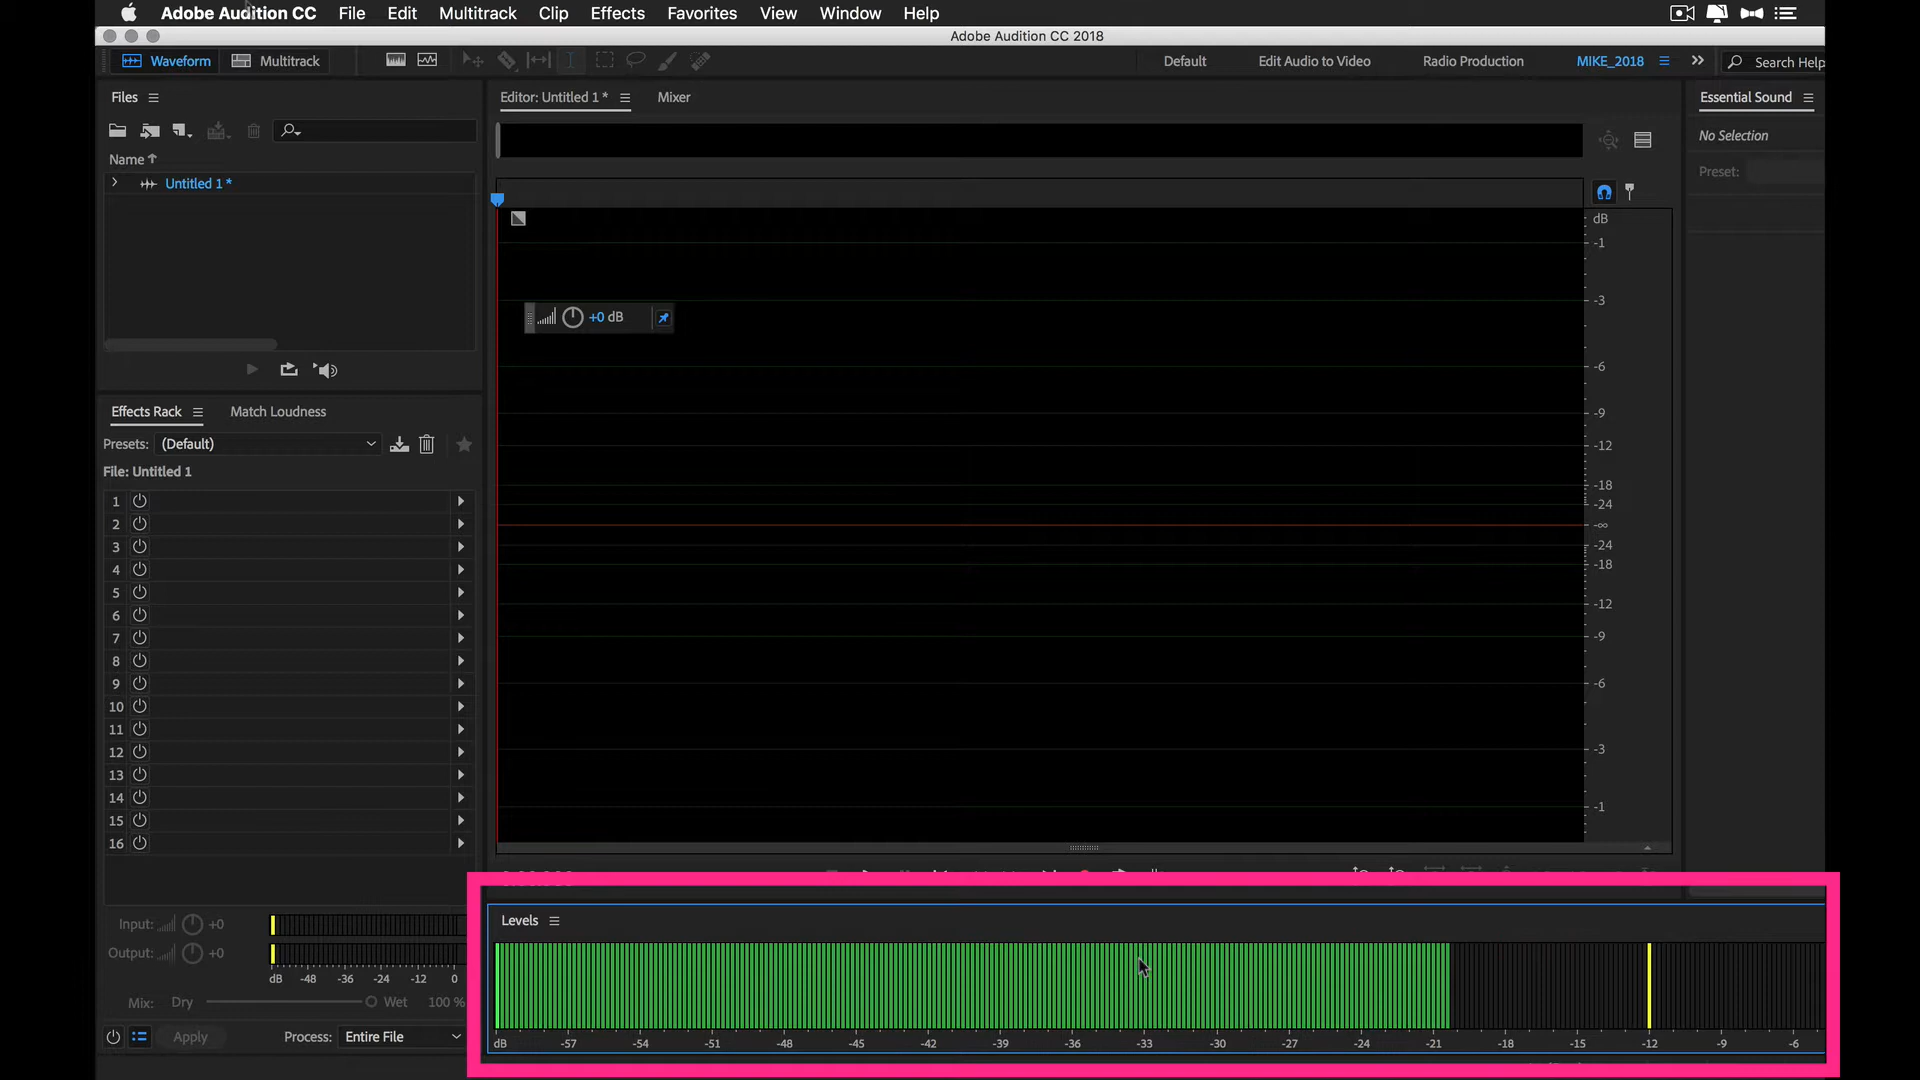 Adobe Audition CC File Edit Multitrack Clip Effects Favorites View Window Help
Adobe Audition CC 2018
Waveform Multitrack Default Edit Audio to Video Radio Production MIKE_2018 Search Help
Files Editor: Untitled 1 * Mixer Essential Sound
No Selection
Name
Preset:
Untitled 1 *
dB
-1
-3
+0 dB
-6
-9
-12
-18
-24
-∞
-24
-18
-12
-9
-6
-3
-1
Effects Rack Match Loudness
Presets: (Default)
File: Untitled 1
1
2
3
4
5
6
7
8
9
10
11
12
13
14
15
16
Input: +0
Output: +0
dB -48 -36 -24 -12 0
Mix: Dry Wet 100 %
Apply Process: Entire File
Levels
dB -57 -54 -51 -48 -45 -42 -39 -36 -33 -30 -27 -24 -21 -18 -15 -12 -9 -6